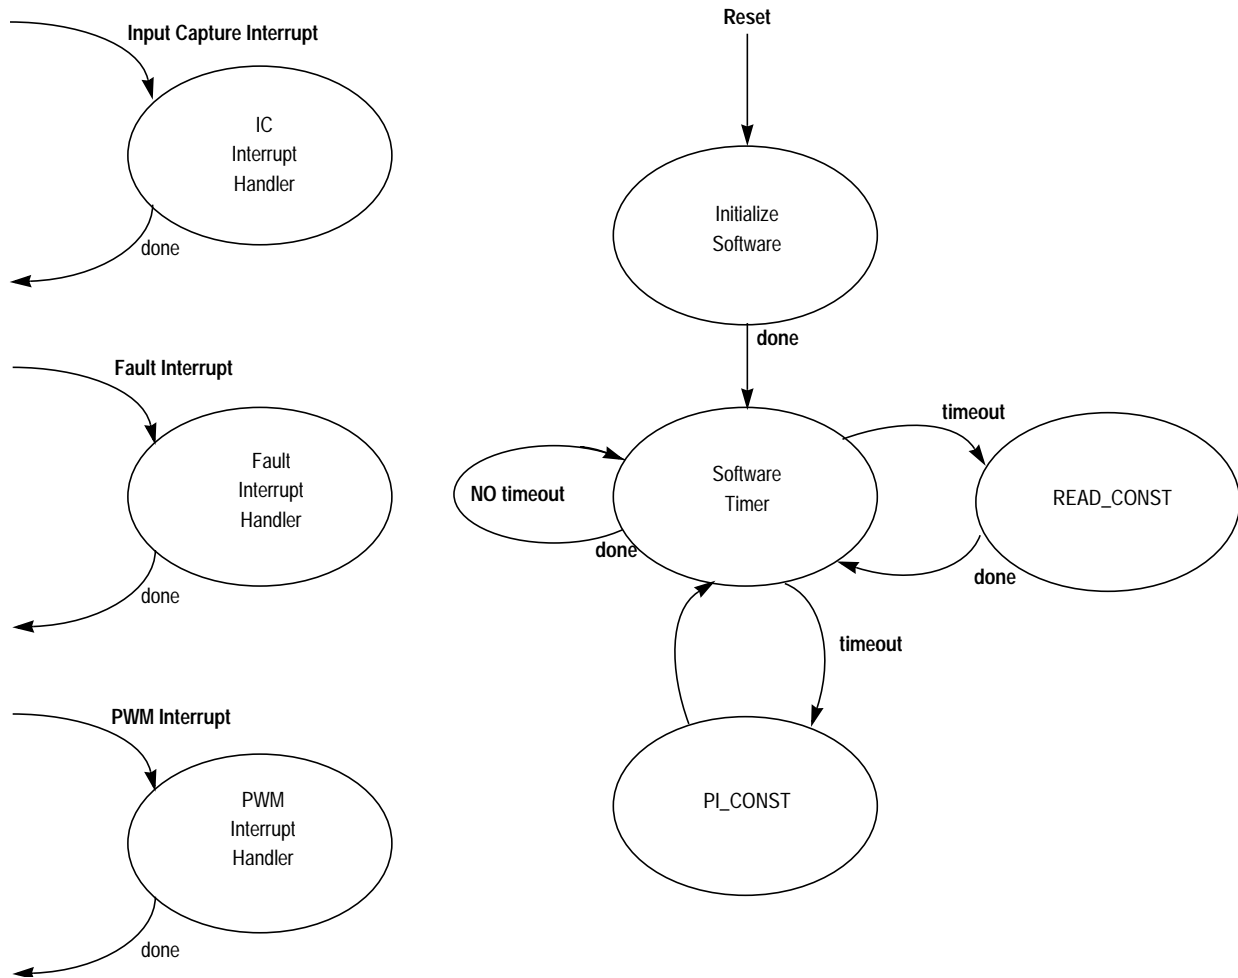 Input Capture Interrupt
IC
Interrupt
Handler
done
Fault Interrupt
Fault
Interrupt
Handler
done
PWM Interrupt
PWM
Interrupt
Handler
done
Reset
Initialize
Software
done
Software
Timer
NO timeout
done
timeout
READ_CONST
done
timeout
PI_CONST